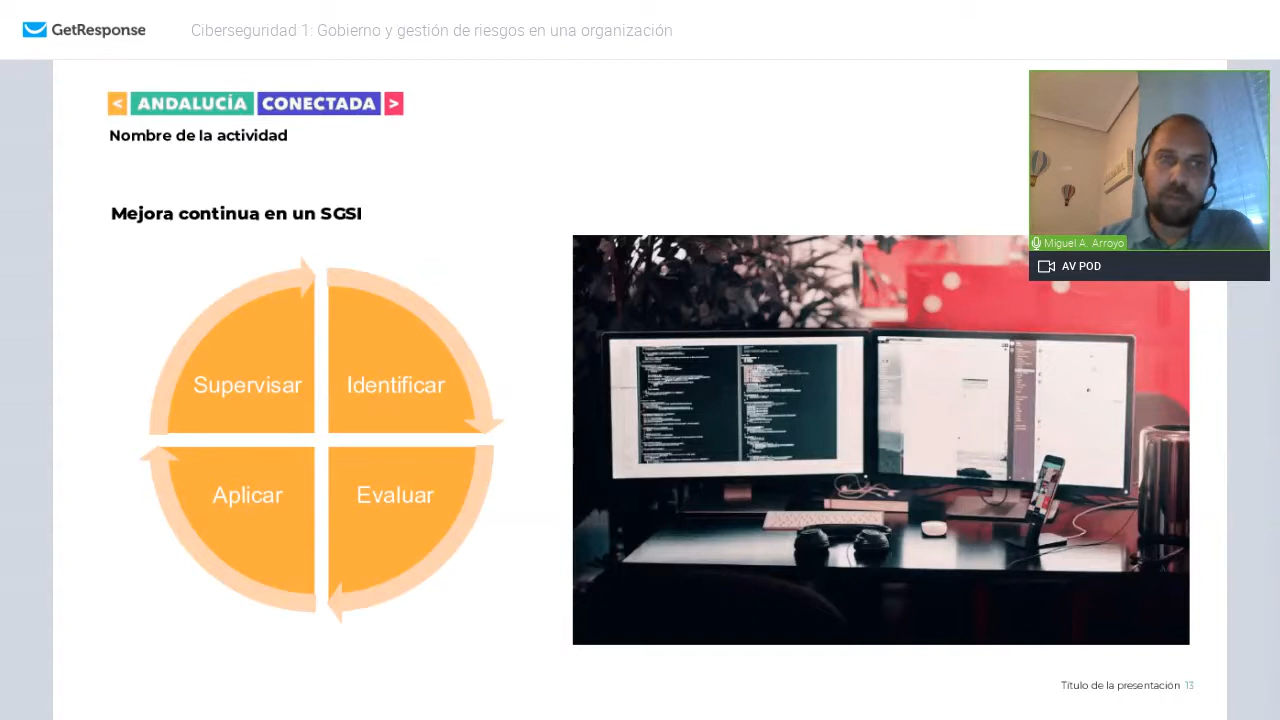 GetResponse
Ciberseguridad 1: Gobierno y gestión de riesgos en una organización
< ANDALUCÍA CONECTADA >
Nombre de la actividad
Miguel A. Arroyo
AV POD
Mejora continua en un SGSI
Supervisar
Identificar
Aplicar
Evaluar
Título de la presentación 13